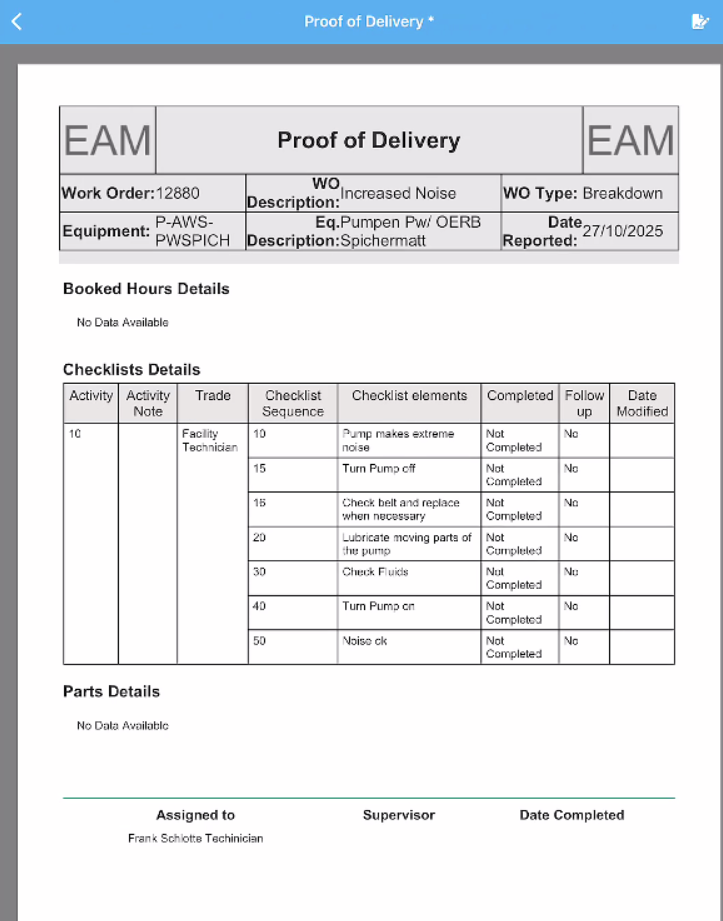 Proof of Delivery *
EAM
Proof of Delivery
EAM
Work Order: 12880
WO Description: Increased Noise
WO Type: Breakdown
Equipment: P-AWS-PWSPICH
Eq. Description: Pumpen Pw/ OERB Spichermatt
Date Reported: 27/10/2025
Booked Hours Details
No Data Available
Checklists Details
Activity Activity Note Trade Checklist Sequence Checklist elements Completed Follow up Date Modified
10 Facility Technician 10 Pump makes extreme noise Not Completed No
15 Turn Pump off Not Completed No
16 Check belt and replace when necessary Not Completed No
20 Lubricate moving parts of the pump Not Completed No
30 Check Fluids Not Completed No
40 Turn Pump on Not Completed No
50 Noise ok Not Completed No
Parts Details
No Data Available
Assigned to Supervisor Date Completed
Frank Schlotte Techinician